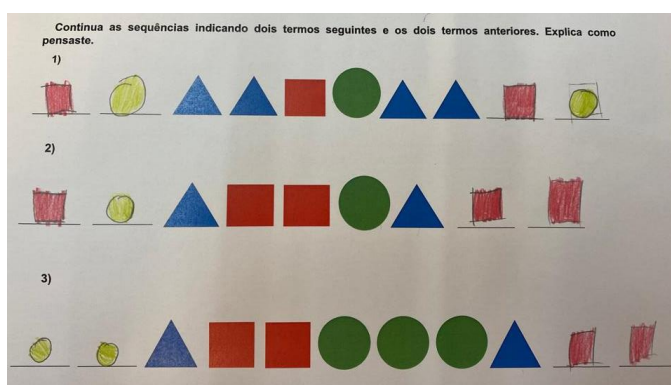 Continua as sequências indicando dois termos seguintes e os dois termos anteriores. Explica como
pensaste.
1)
2)
3)